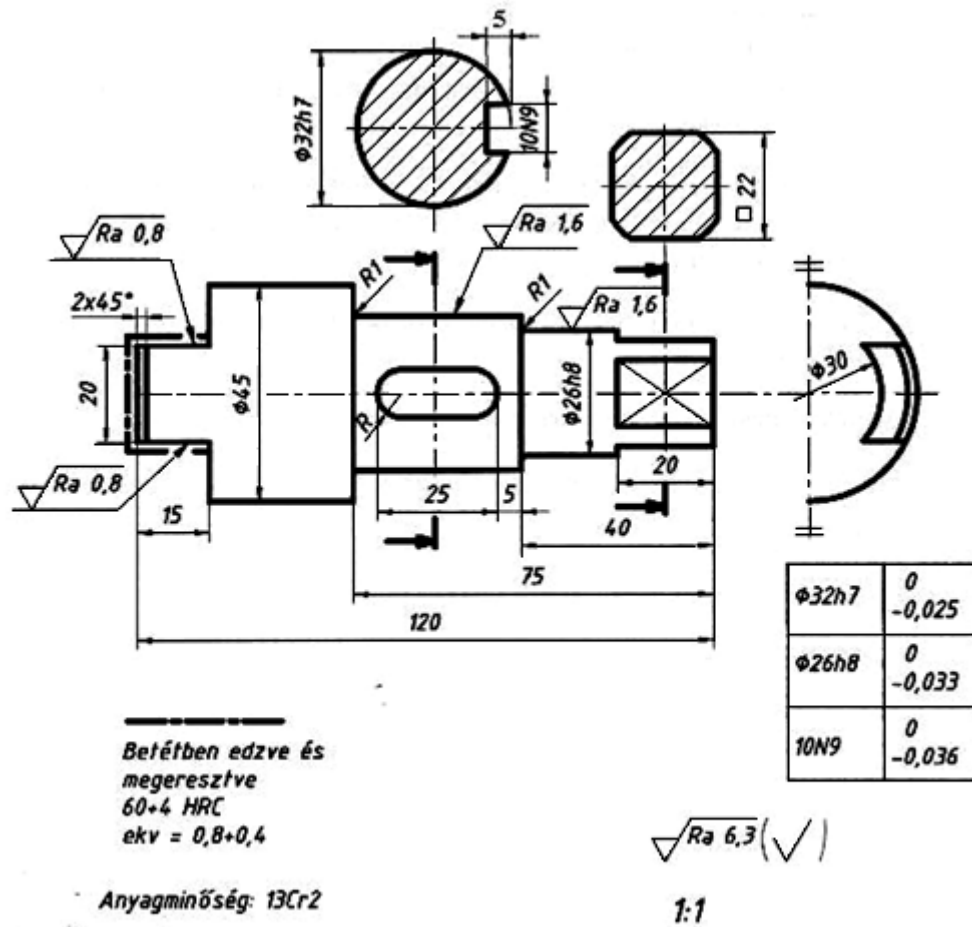 5
Φ32h7
10N9
□ 22
Ra 0,8
Ra 1,6
R1
R1
Ra 1,6
2x45°
20
Φ45
R
Φ26h8
Φ30
Ra 0,8
15
25
5
20
40
75
120
Φ32h7 0 -0,025
Φ26h8 0 -0,033
10N9 0 -0,036
Betétben edzve és
megeresztve
60+4 HRC
ekv = 0,8+0,4
Ra 6,3 (√)
Anyagminőség: 13Cr2
1:1